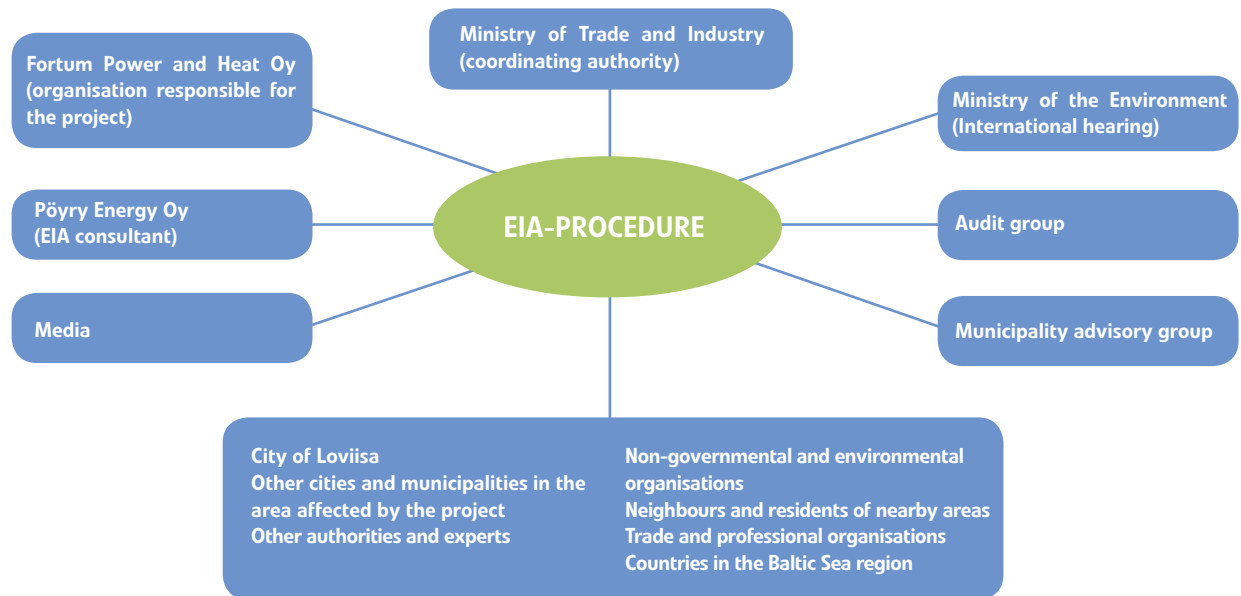 Ministry of Trade and Industry
(coordinating authority)
Fortum Power and Heat Oy
(organisation responsible for
the project)
Ministry of the Environment
(International hearing)
Pöyry Energy Oy
(EIA consultant)
EIA-PROCEDURE
Audit group
Media
Municipality advisory group
City of Loviisa
Other cities and municipalities in the
area affected by the project
Other authorities and experts
Non-governmental and environmental
organisations
Neighbours and residents of nearby areas
Trade and professional organisations
Countries in the Baltic Sea region